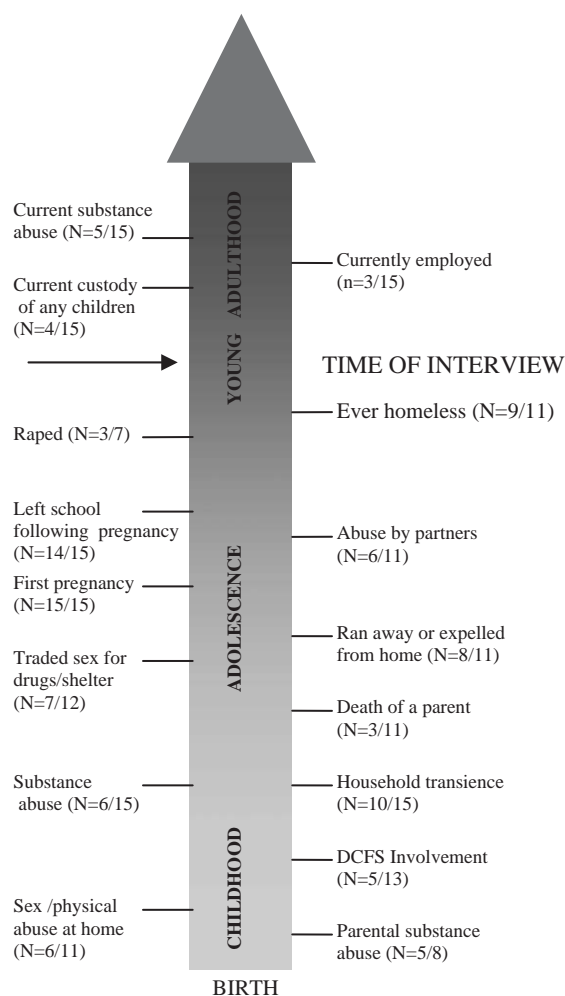 Current substance
abuse (N=5/15)
Current custody
of any children
(N=4/15)
Raped (N=3/7)
Left school
following pregnancy
(N=14/15)
First pregnancy
(N=15/15)
Traded sex for
drugs/shelter
(N=7/12)
Substance
abuse (N=6/15)
Sex /physical
abuse at home
(N=6/11)
YOUNG ADULTHOOD
ADOLESCENCE
CHILDHOOD
Currently employed
(n=3/15)
TIME OF INTERVIEW
Ever homeless (N=9/11)
Abuse by partners
(N=6/11)
Ran away or expelled
from home (N=8/11)
Death of a parent
(N=3/11)
Household transience
(N=10/15)
DCFS Involvement
(N=5/13)
Parental substance
abuse (N=5/8)
BIRTH